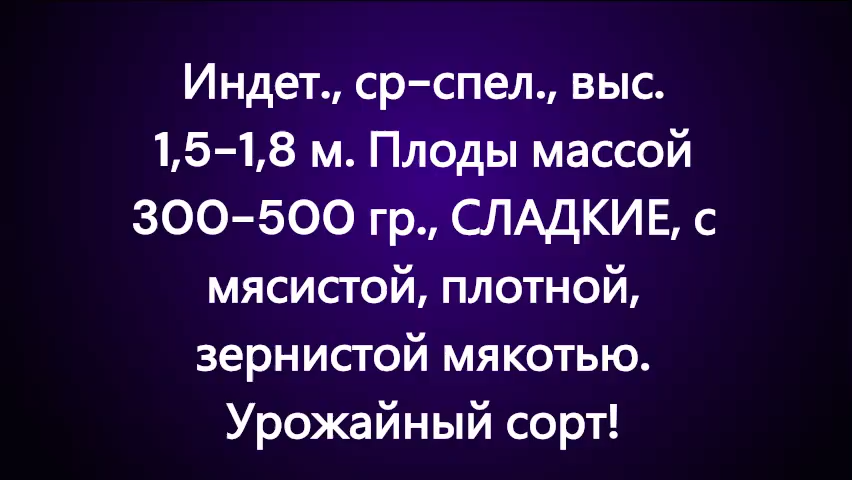 Индет., ср-спел., выс.
1,5-1,8 м. Плоды массой
300-500 гр., СЛАДКИЕ, с
мясистой, плотной,
зернистой мякотью.
Урожайный сорт!